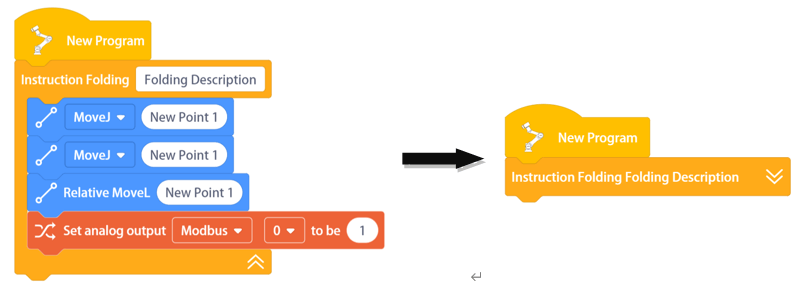 New Program
Instruction Folding Folding Description
MoveJ New Point 1
MoveJ New Point 1
Relative MoveL New Point 1
Set analog output Modbus 0 to be 1
New Program
Instruction Folding Folding Description